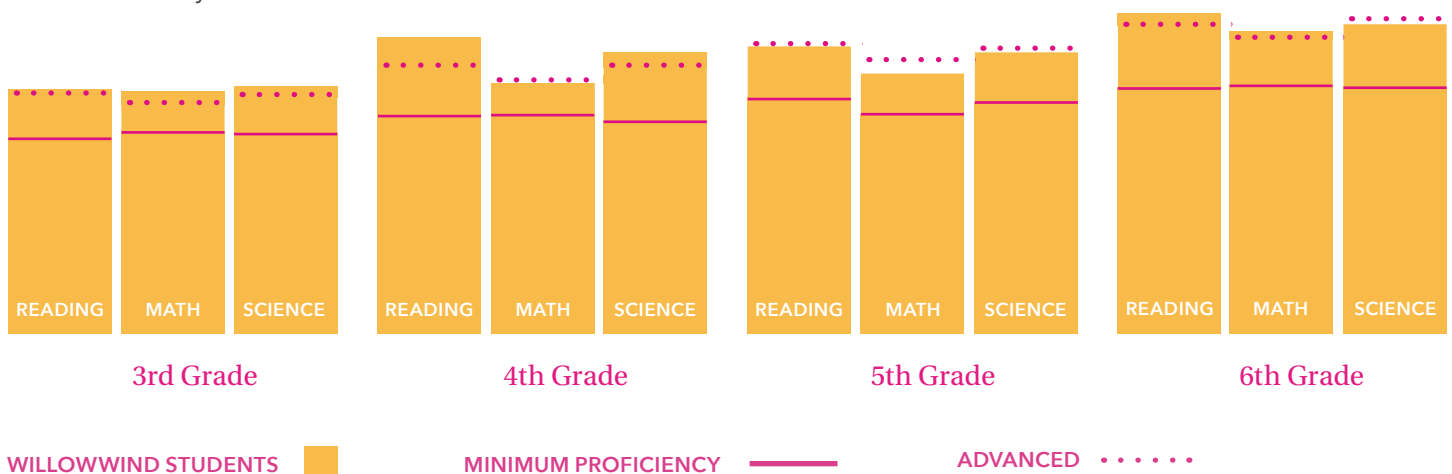 READING MATH SCIENCE
READING MATH SCIENCE
READING MATH SCIENCE
READING MATH SCIENCE
3rd Grade
4th Grade
5th Grade
6th Grade
WILLOWWIND STUDENTS
MINIMUM PROFICIENCY
ADVANCED